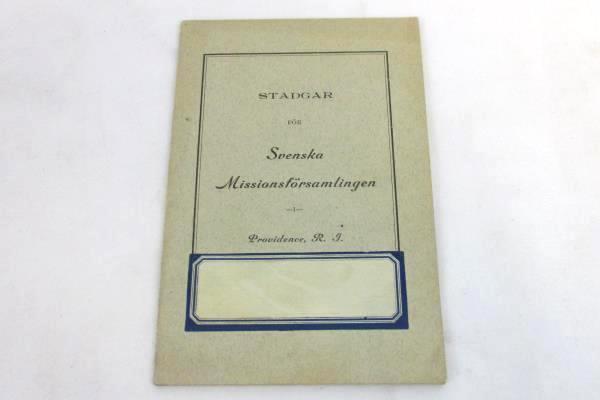 STADGAR
FÖR
Svenska
Missionsförsamlingen
—i—
Providence, R. I.